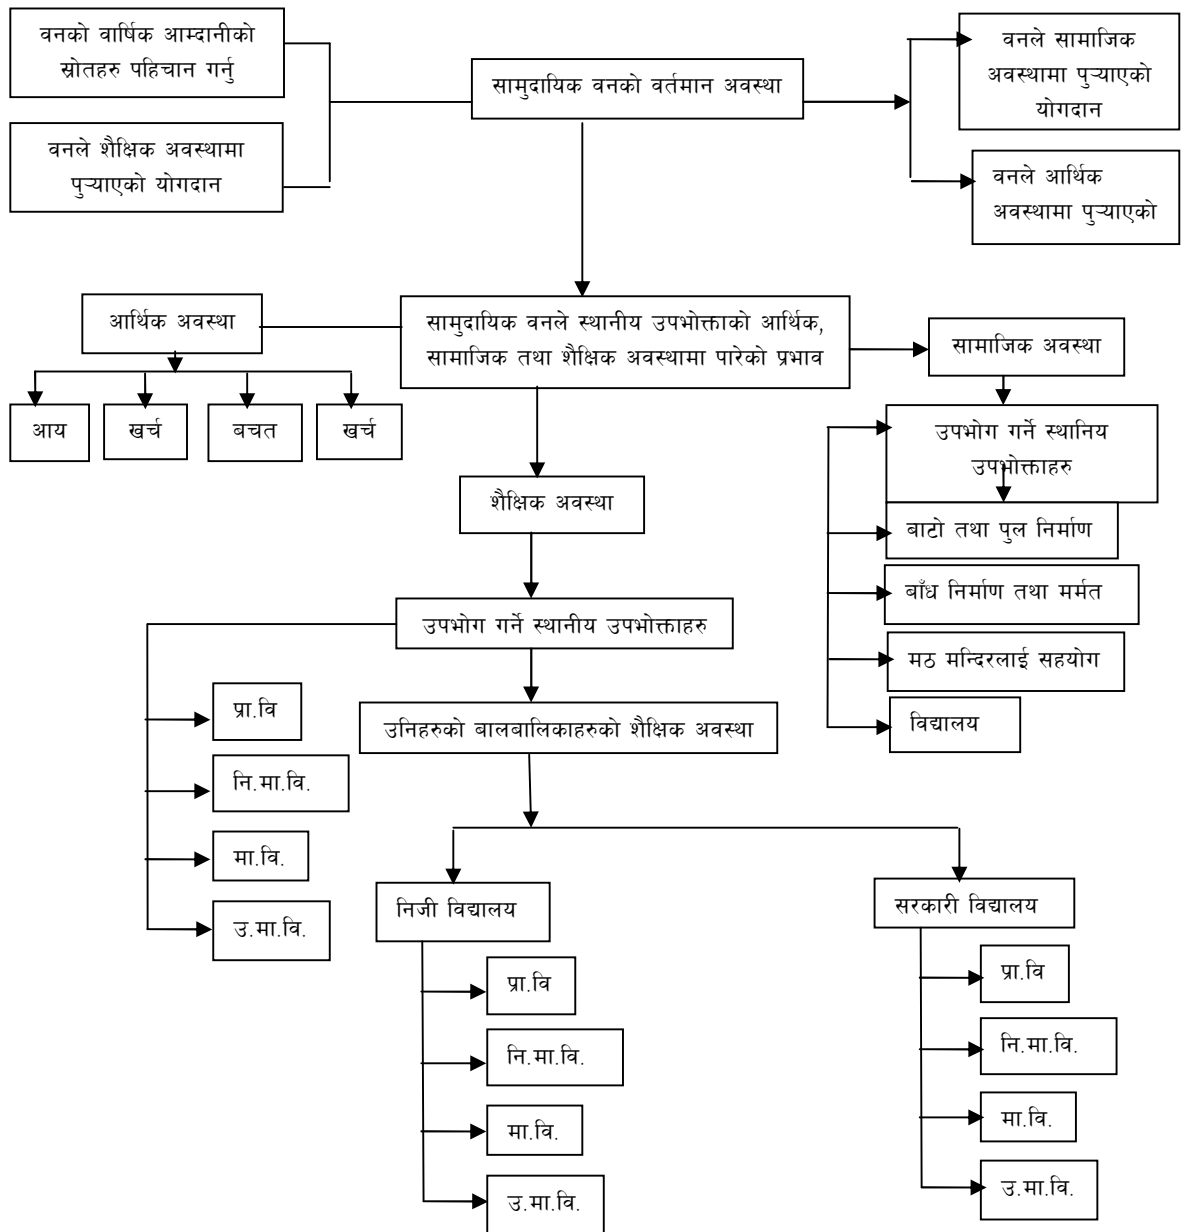 वनको वार्षिक आम्दानीको
स्रोतहरु पहिचान गर्नु
वनले शैक्षिक अवस्थामा
पुर्‍याएको योगदान
सामुदायिक वनको वर्तमान अवस्था
वनले सामाजिक
अवस्थामा पुर्‍याएको
योगदान
वनले आर्थिक
अवस्थामा पुर्‍याएको
आर्थिक अवस्था
सामुदायिक वनले स्थानीय उपभोक्ताको आर्थिक,
सामाजिक तथा शैक्षिक अवस्थामा पारेको प्रभाव
सामाजिक अवस्था
आय
खर्च
बचत
खर्च
उपभोग गर्ने स्थानिय
उपभोक्ताहरु
बाटो तथा पुल निर्माण
बाँध निर्माण तथा मर्मत
मठ मन्दिरलाई सहयोग
विद्यालय
शैक्षिक अवस्था
उपभोग गर्ने स्थानीय उपभोक्ताहरु
प्रा.वि
नि.मा.वि.
मा.वि.
उ.मा.वि.
उनिहरुको बालबालिकाहरुको शैक्षिक अवस्था
निजी विद्यालय
प्रा.वि
नि.मा.वि.
मा.वि.
उ.मा.वि.
सरकारी विद्यालय
प्रा.वि
नि.मा.वि.
मा.वि.
उ.मा.वि.